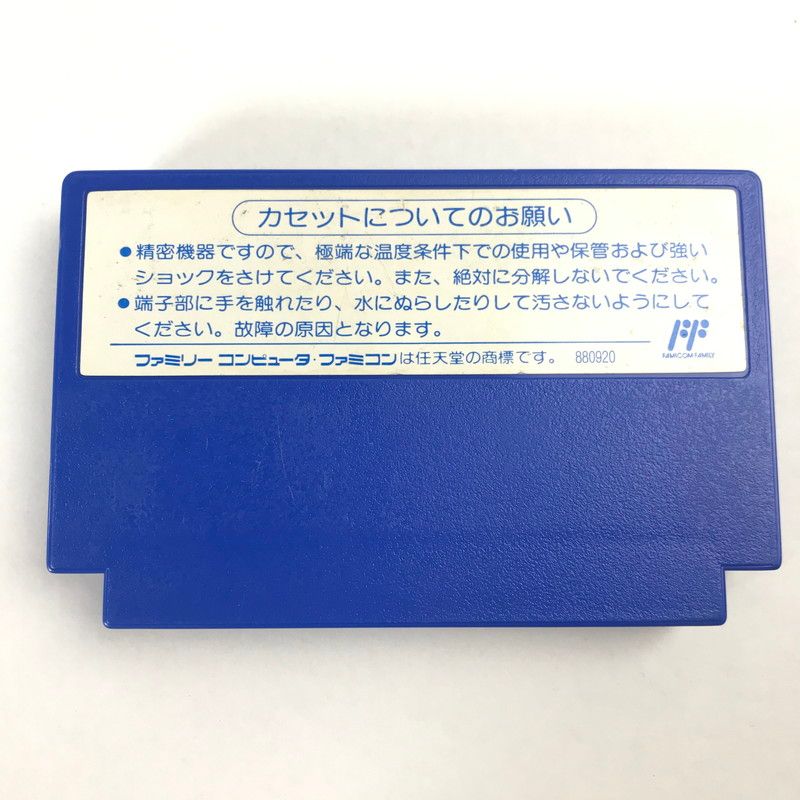 カセットについてのお願い
●精密機器ですので、極端な温度条件下での使用や保管および強い
ショックをさけてください。また、絶対に分解しないでください。
●端子部に手を触れたり、水にぬらしたりして汚さないようにして
ください。故障の原因となります。
FAMICOM FAMILY
ファミリー コンピュータ・ファミコンは任天堂の商標です。 880920